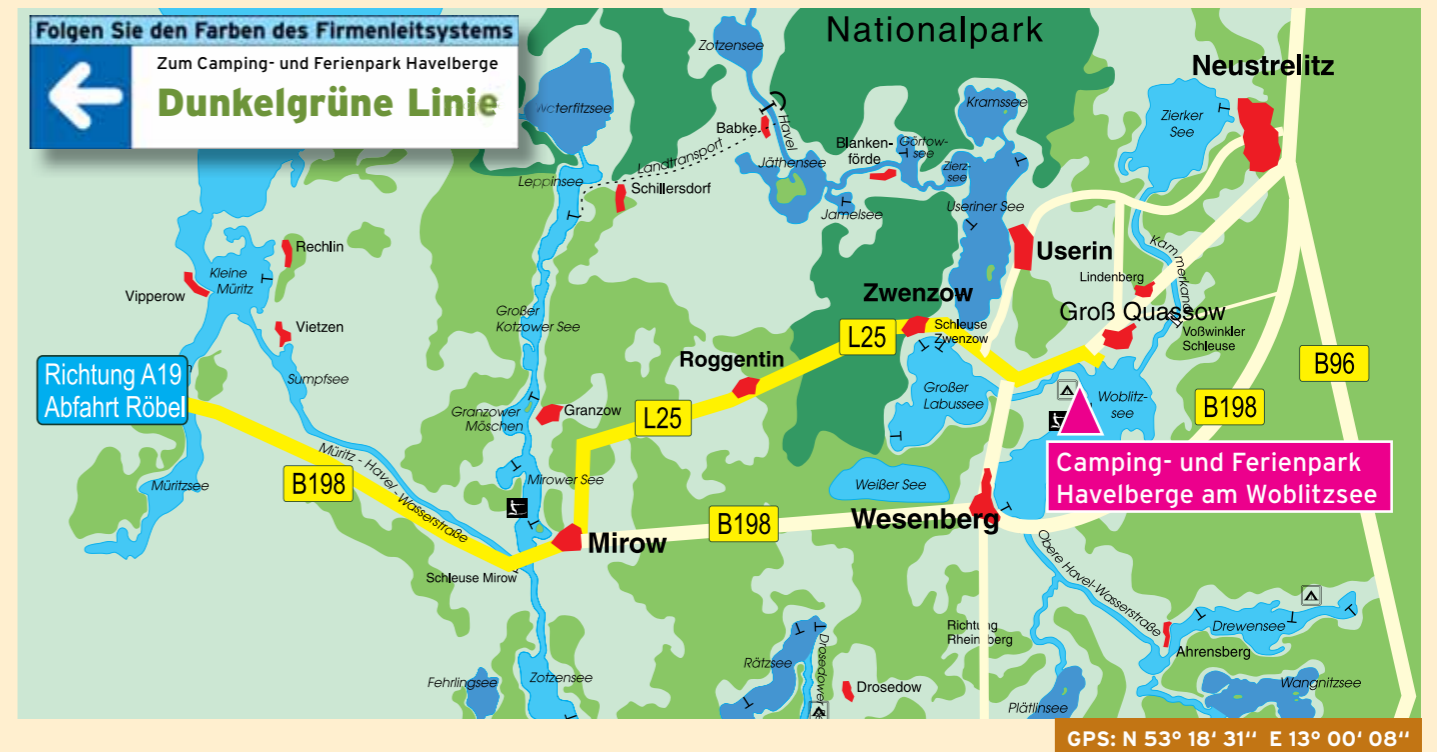 Folgen Sie den Farben des Firmenleitsystems
Zum Camping- und Ferienpark Havelberge
Dunkelgrüne Linie
Nationalpark
Zotzensee
Neustrelitz
Kramssee
Zierker
See
Babke
Havel
Blanken-
förde
Görtow-
see
Zierz-
see
Landtransport
Jäthensee
Leppinsee
Schillersdorf
Jamelsee
Useriner See
Rechlin
Userin
Kammerkanal
Kleine
Müritz
Vipperow
Lindenberg
Zwenzow
Groß Quassow
Vietzen
Großer
Kotzower See
Schleuse
Zwenzow
L25
Voßwinkler
Schleuse
Roggentin
B96
Richtung A19
Abfahrt Röbel
Sumpfsee
Großer
Labussee
Woblitz-
see
B198
Granzower
Möschen
Granzow
L25
Camping- und Ferienpark
Havelberge am Woblitzsee
Müritz - Havel - Wasserstraße
B198
Mirower See
Müritzsee
Weißer See
Wesenberg
B198
Mirow
Schleuse Mirow
Obere Havel-Wasserstraße
Richtung
Rheinsberg
Drewensee
Ahrensberg
Rätzsee
Drosedower
Drosedow
Fehrlingsee
Zotzensee
Plätlinsee
Wangnitzsee
GPS: N 53° 18‘ 31‘‘ E 13° 00‘ 08‘‘